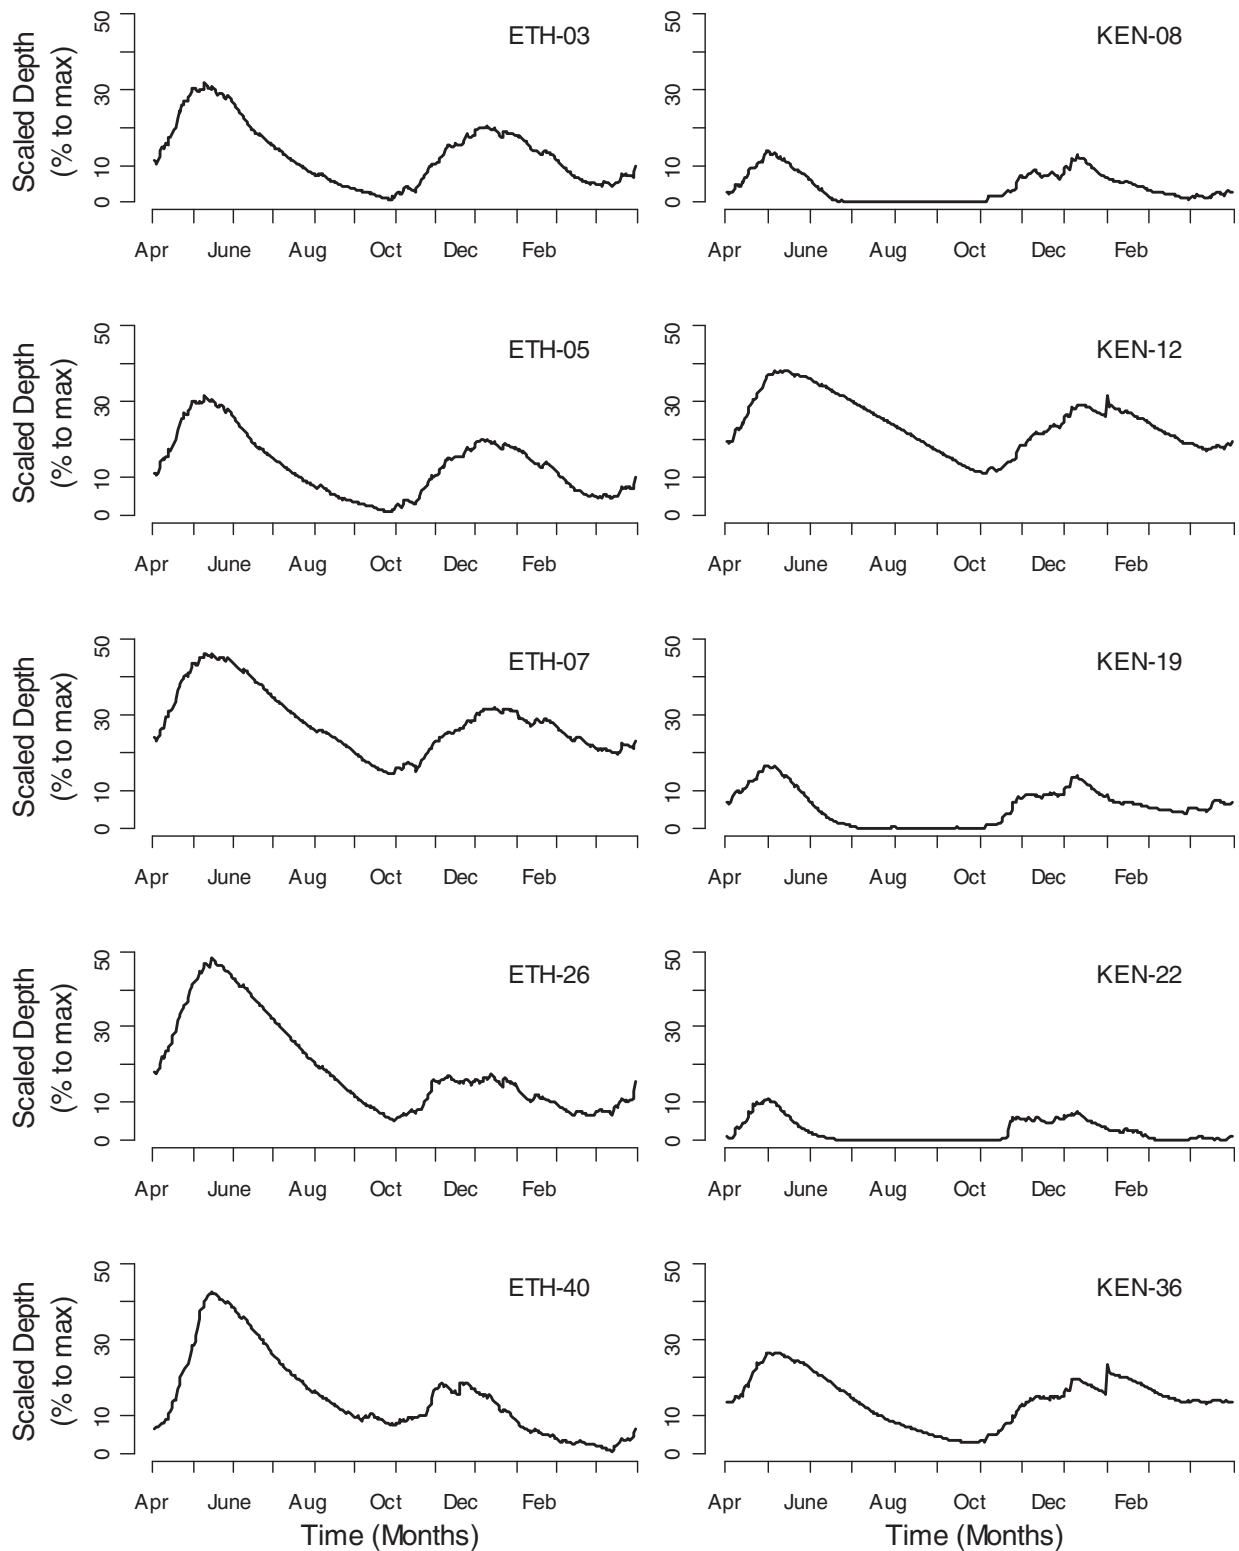 Scaled Depth
(% to max)
50
30
10
0
ETH-03
Apr June Aug Oct Dec Feb
50
30
10
0
KEN-08
Apr June Aug Oct Dec Feb
Scaled Depth
(% to max)
50
30
10
0
ETH-05
Apr June Aug Oct Dec Feb
50
30
10
0
KEN-12
Apr June Aug Oct Dec Feb
Scaled Depth
(% to max)
50
30
10
0
ETH-07
Apr June Aug Oct Dec Feb
50
30
10
0
KEN-19
Apr June Aug Oct Dec Feb
Scaled Depth
(% to max)
50
30
10
0
ETH-26
Apr June Aug Oct Dec Feb
50
30
10
0
KEN-22
Apr June Aug Oct Dec Feb
Scaled Depth
(% to max)
50
30
10
0
ETH-40
Apr June Aug Oct Dec Feb
Time (Months)
50
30
10
0
KEN-36
Apr June Aug Oct Dec Feb
Time (Months)